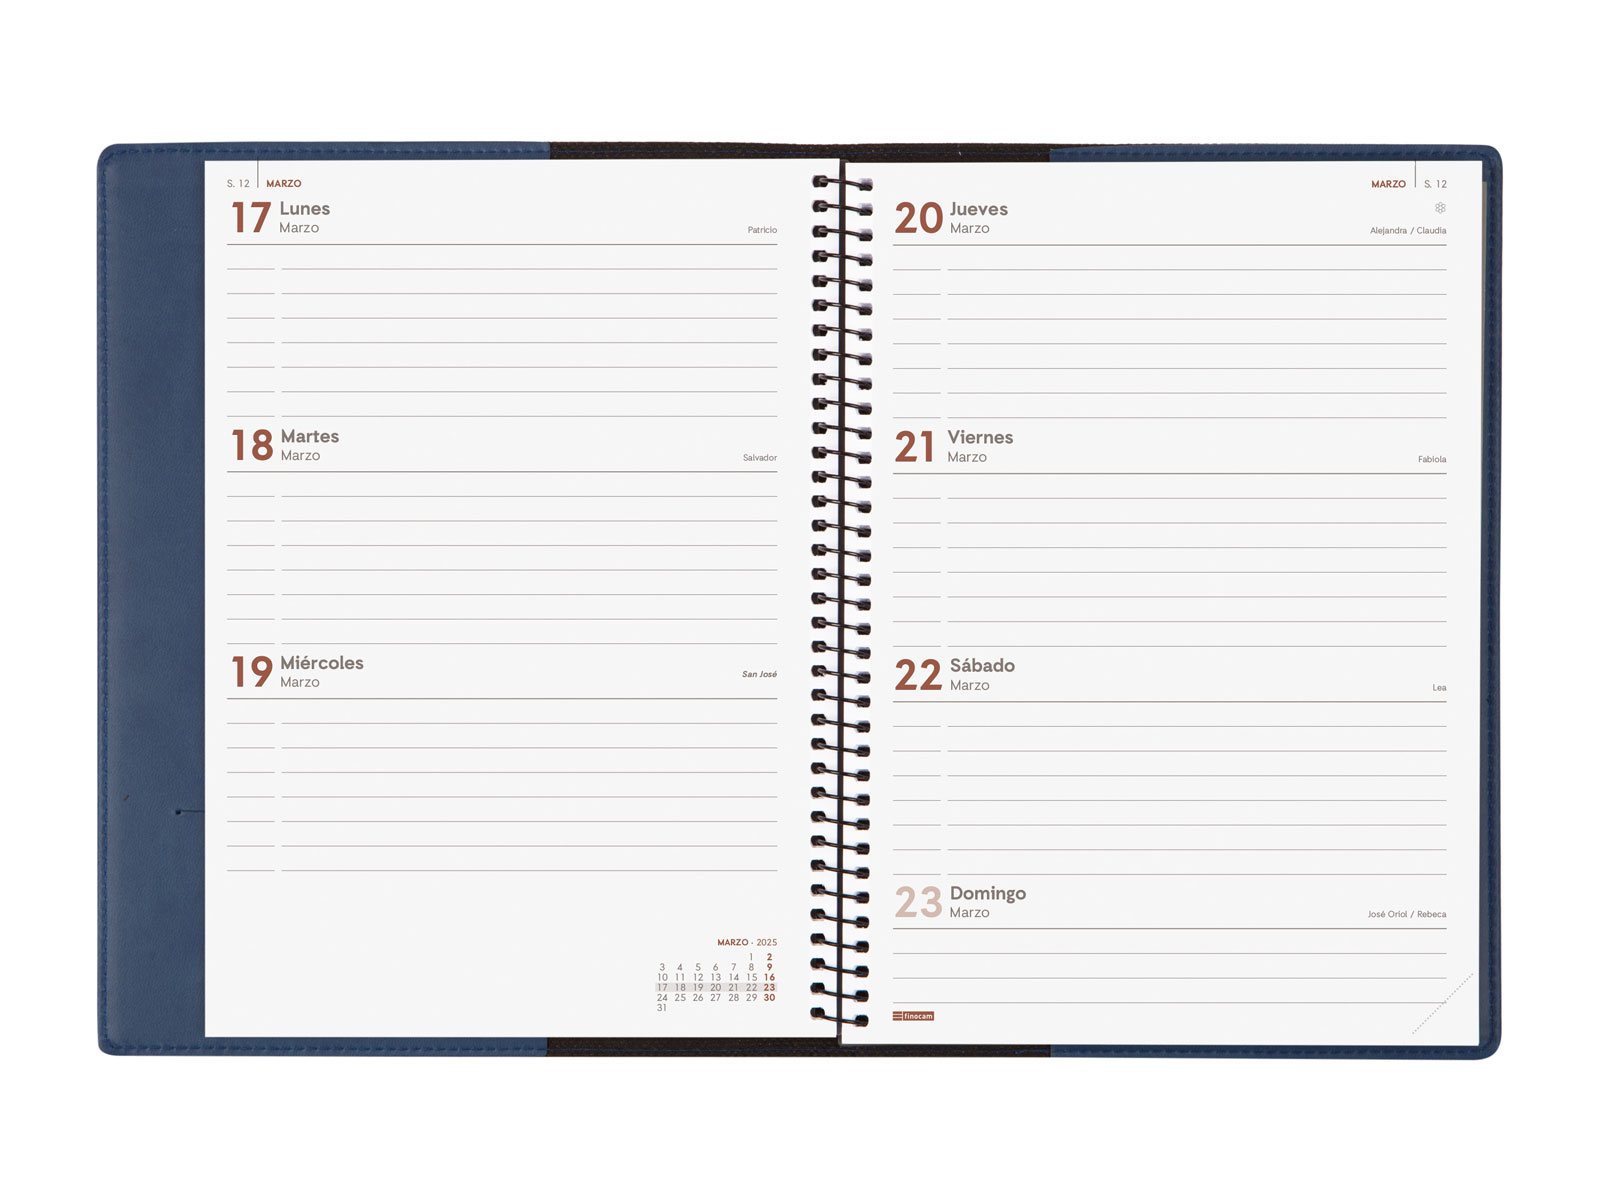 S. 12 MARZO
17 Lunes
Marzo
Patricio
18 Martes
Marzo
Salvador
19 Miércoles
Marzo
San José
MARZO · 2025
1 2
3 4 5 6 7 8 9
10 11 12 13 14 15 16
17 18 19 20 21 22 23
24 25 26 27 28 29 30
31
MARZO S. 12
20 Jueves
Marzo
Alejandra / Claudia
21 Viernes
Marzo
Fabiola
22 Sábado
Marzo
Lea
23 Domingo
Marzo
José Oriol / Rebeca
finocam